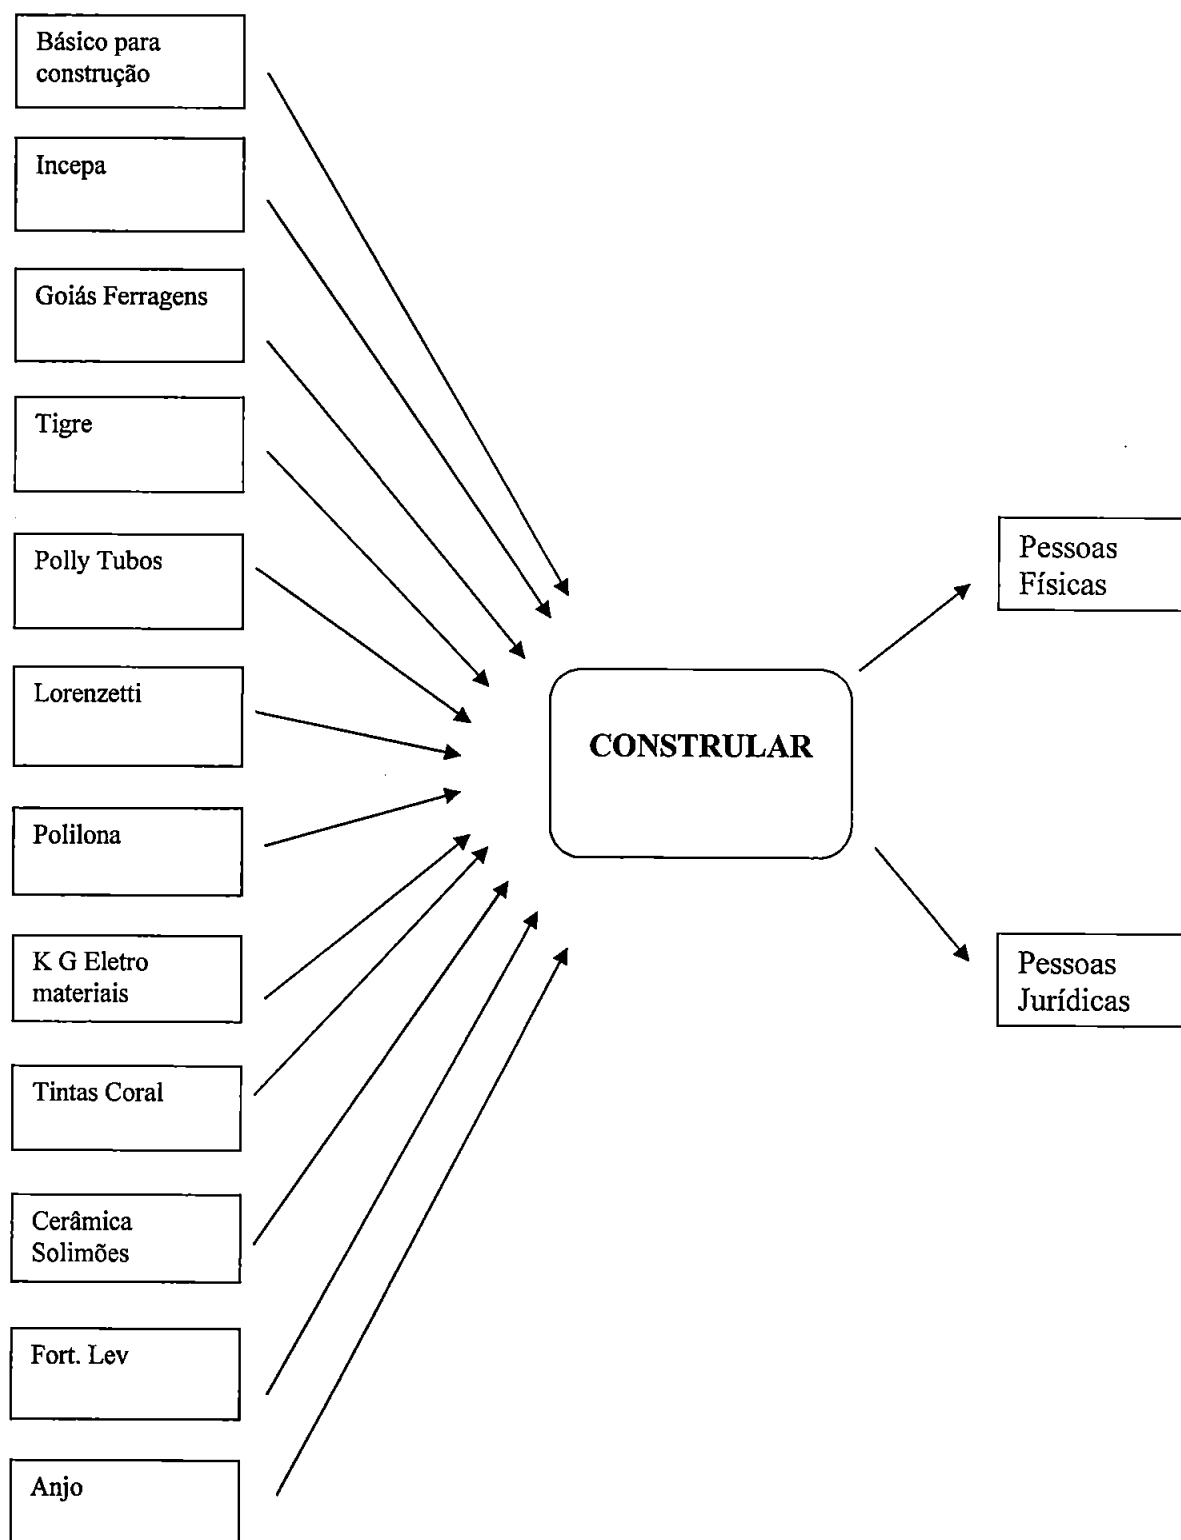 Básico para
construção
Incepa
Goiás Ferragens
Tigre
Polly Tubos
Lorenzetti
Polilona
K G Eletro
materiais
Tintas Coral
Cerâmica
Solimões
Fort. Lev
Anjo
CONSTRULAR
Pessoas
Físicas
Pessoas
Jurídicas